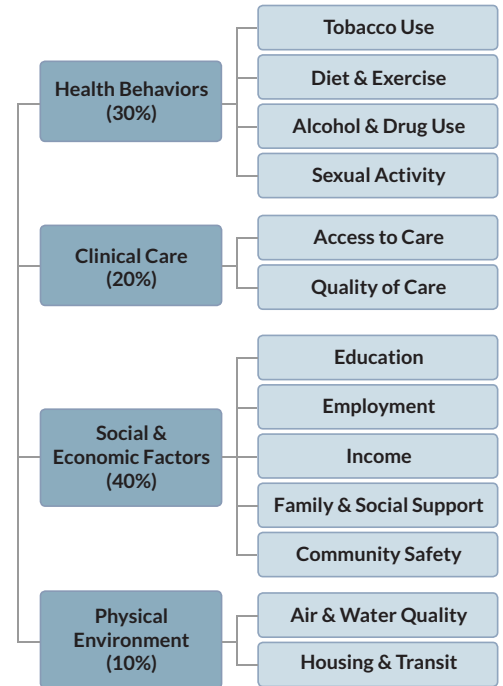 Health Behaviors
(30%)
Tobacco Use
Diet & Exercise
Alcohol & Drug Use
Sexual Activity
Clinical Care
(20%)
Access to Care
Quality of Care
Social &
Economic Factors
(40%)
Education
Employment
Income
Family & Social Support
Community Safety
Physical
Environment
(10%)
Air & Water Quality
Housing & Transit